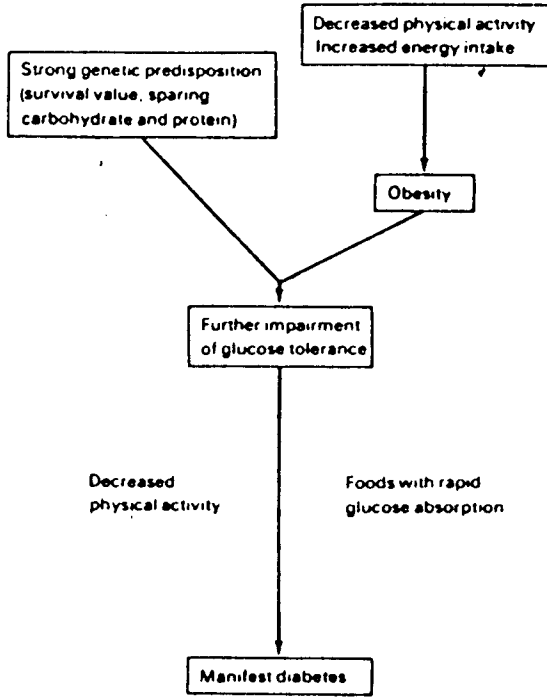 Decreased physical activity
Increased energy intake
Strong genetic predisposition
(survival value, sparing
carbohydrate and protein)
Obesity
Further impairment
of glucose tolerance
Decreased
physical activity
Foods with rapid
glucose absorption
Manifest diabetes